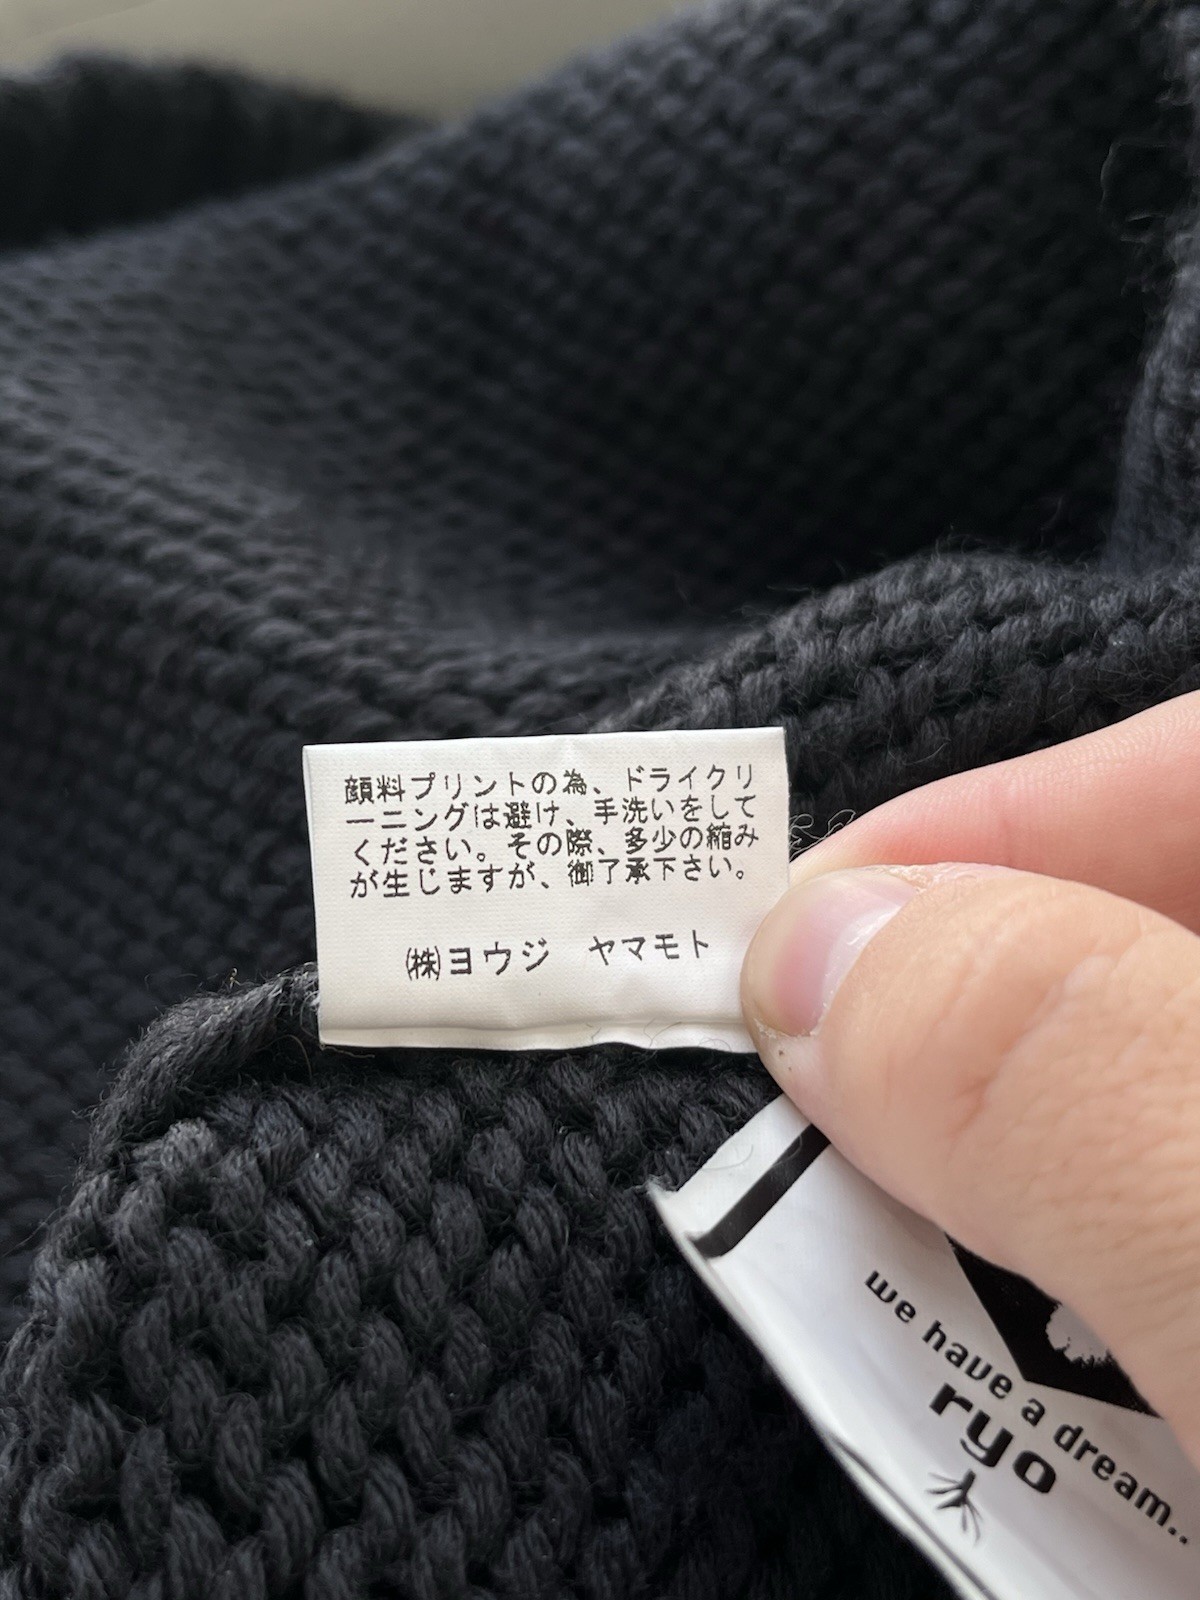 顔料プリントの為、ドライクリ
ーニングは避け、手洗いをして
ください。その際、多少の縮み
が生じますが、御了承下さい。
㈱ヨウジ　ヤマモト
we have a dream..
ryo